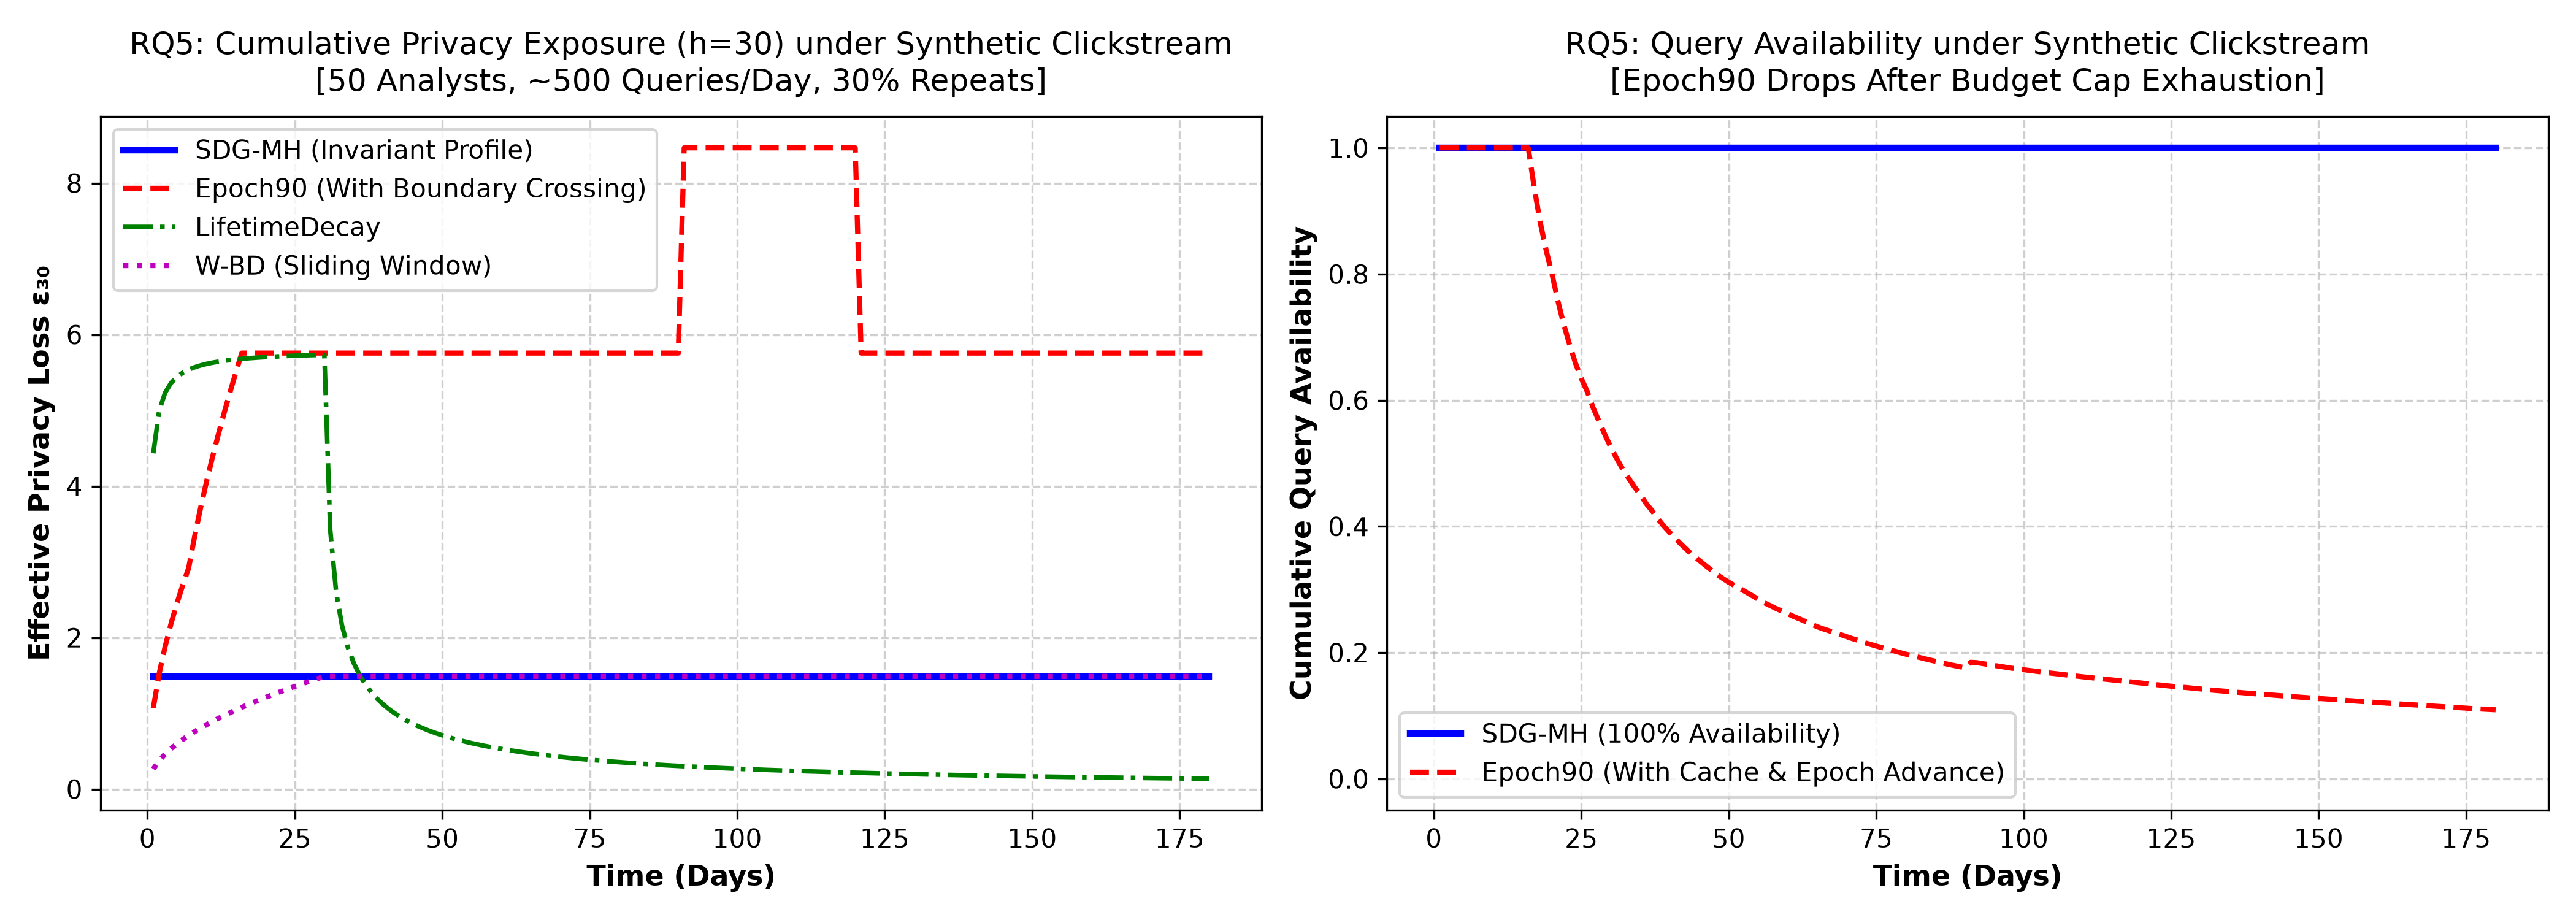 RQ5: Cumulative Privacy Exposure (h=30) under Synthetic Clickstream
[50 Analysts, ~500 Queries/Day, 30% Repeats]
SDG-MH (Invariant Profile)
Epoch90 (With Boundary Crossing)
LifetimeDecay
W-BD (Sliding Window)
Effective Privacy Loss ε₃₀
8
6
4
2
0
0 25 50 75 100 125 150 175
Time (Days)
RQ5: Query Availability under Synthetic Clickstream
[Epoch90 Drops After Budget Cap Exhaustion]
Cumulative Query Availability
1.0
0.8
0.6
0.4
0.2
0.0
SDG-MH (100% Availability)
Epoch90 (With Cache & Epoch Advance)
0 25 50 75 100 125 150 175
Time (Days)